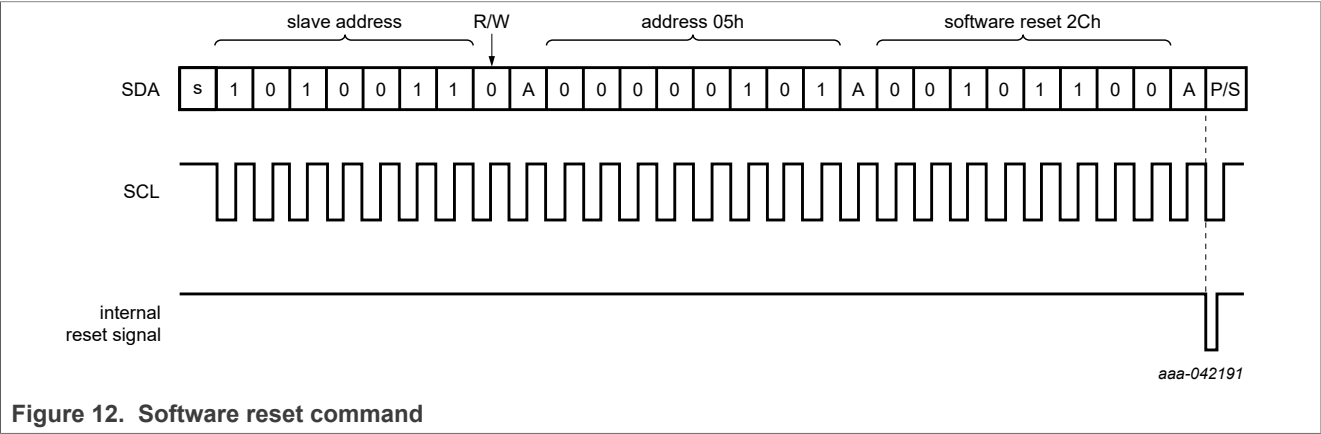 slave address R/W address 05h software reset 2Ch
SDA s 1 0 1 0 0 1 1 0 A 0 0 0 0 0 1 0 1 A 0 0 1 0 1 1 0 0 A P/S
SCL
internal
reset signal
aaa-042191
Figure 12. Software reset command